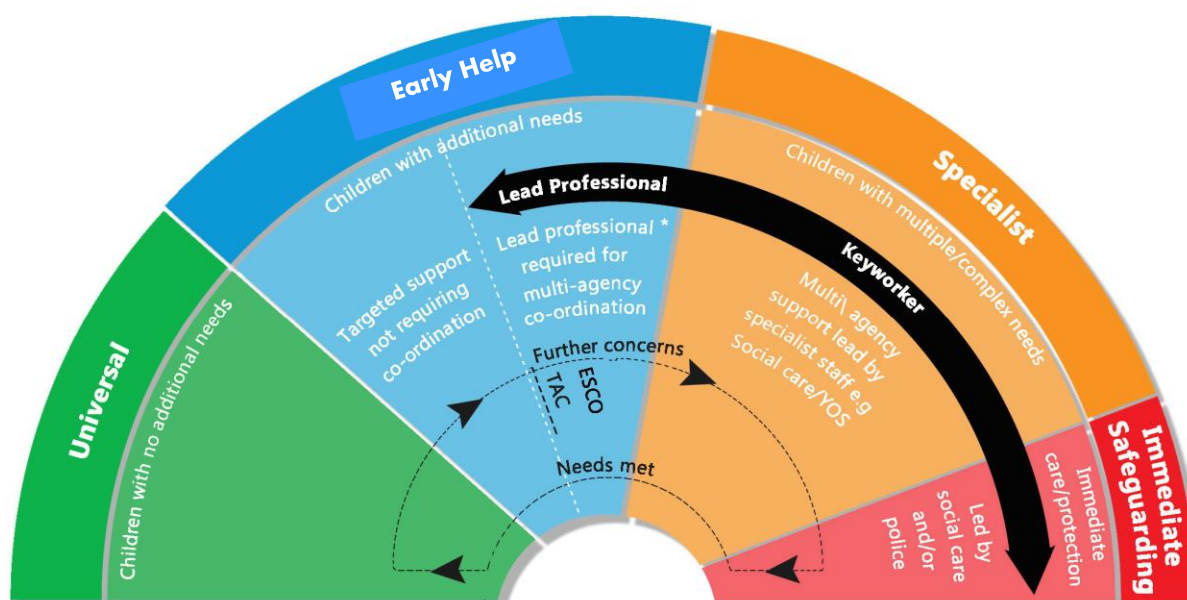 Universal
Children with no additional needs
Early Help
Children with additional needs
Targeted support
not requiring
co-ordination
Lead Professional
Lead professional *
required for
multi-agency
co-ordination
Further concerns
TAC
ESCO
Needs met
Specialist
Children with multiple/complex needs
Keyworker
Multi\ agency
support lead by
specialist staff e.g
Social care/YOS
Immediate
Safeguarding
Immediate
care/protection
Led by
social care
and/or
police